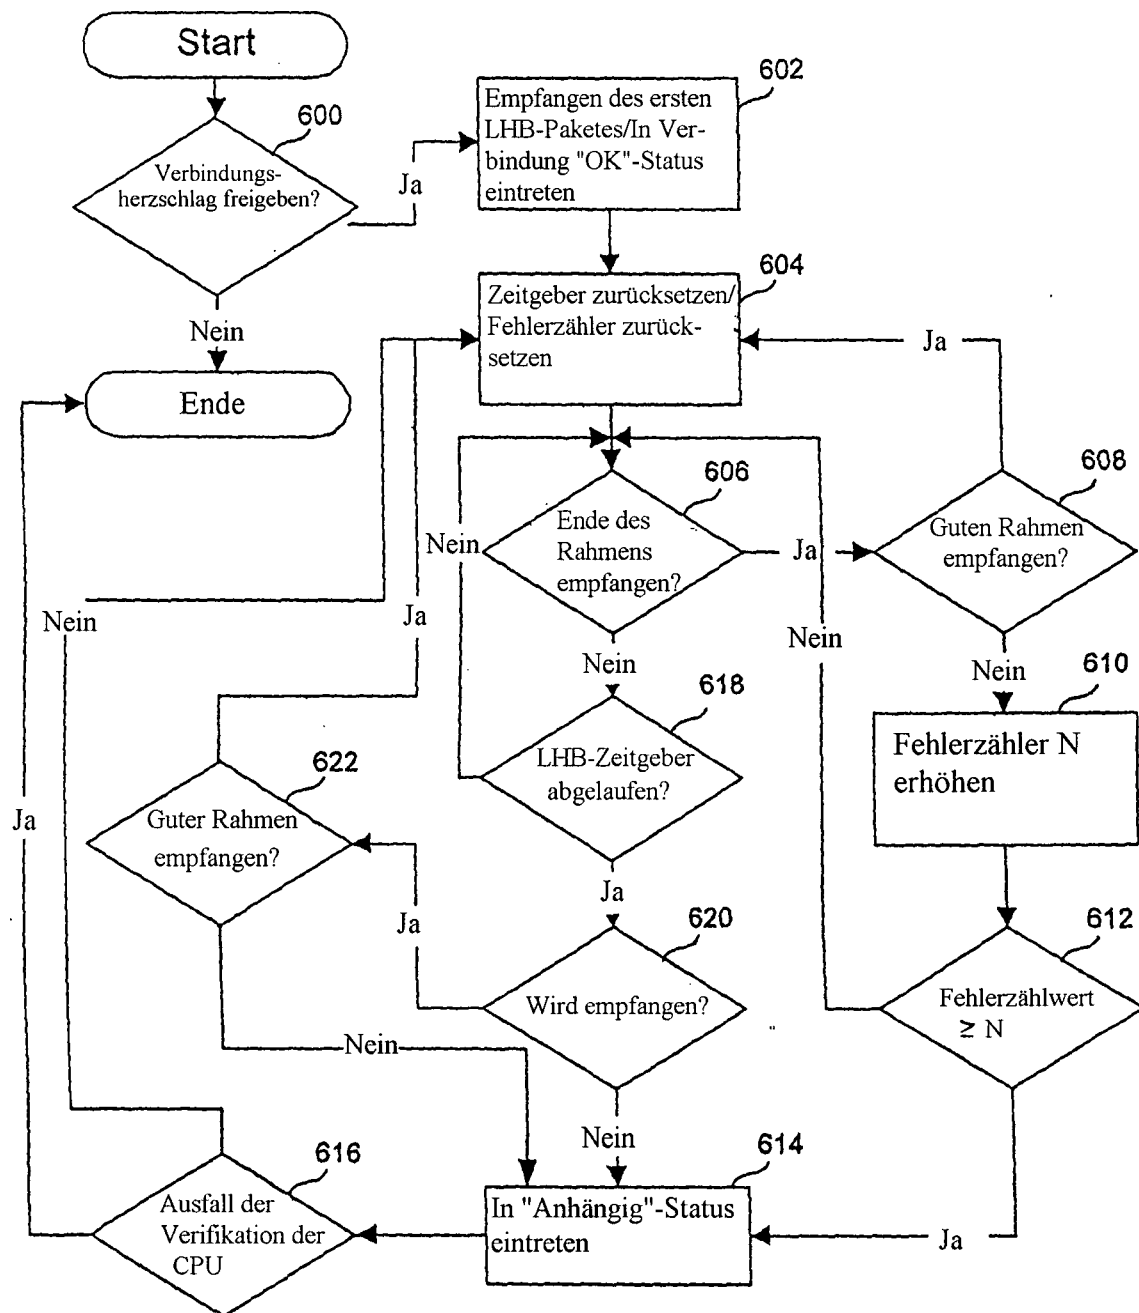 Start
600
Verbindungs-
herzschlag freigeben?
Ja
Nein
Ende
602
Empfangen des ersten
LHB-Paketes/In Ver-
bindung "OK"-Status
eintreten
604
Zeitgeber zurücksetzen/
Fehlerzähler zurück-
setzen
Ja
606
Ende des
Rahmens
empfangen?
Nein
Ja
608
Guten Rahmen
empfangen?
Nein
Ja
Nein
Nein
Nein
610
Fehlerzähler N
erhöhen
618
LHB-Zeitgeber
abgelaufen?
622
Guter Rahmen
empfangen?
Ja
Ja
Ja
620
Wird empfangen?
612
Fehlerzählwert
≥ N
Nein
Nein
614
In "Anhängig"-Status
eintreten
Ja
616
Ausfall der
Verifikation der
CPU